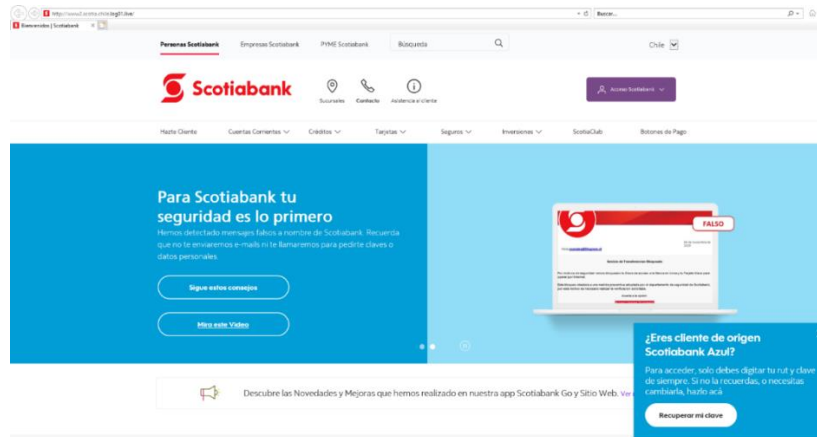 Bienvenidos | Scotiabank
Buscar...
Personas Scotiabank
Empresas Scotiabank
PYME Scotiabank
Búsqueda
Chile
Scotiabank
Sucursales
Contacto
Asistencia al cliente
Acceso Scotiabank
Hazte Cliente
Cuentas Corrientes
Créditos
Tarjetas
Seguros
Inversiones
ScotiaClub
Botones de Pago
Para Scotiabank tu
seguridad es lo primero
Hemos detectado mensajes falsos a nombre de Scotiabank. Recuerda
que no te enviaremos e-mails ni te llamaremos para pedirte claves o
datos personales.
Sigue estos consejos
Mira este Video
FALSO
¿Eres cliente de origen
Scotiabank Azul?
Para acceder, solo debes digitar tu rut y clave
de siempre. Si no la recuerdas, o necesitas
cambiarla, hazlo acá
Recuperar mi clave
Descubre las Novedades y Mejoras que hemos realizado en nuestra app Scotiabank Go y Sitio Web. Ver